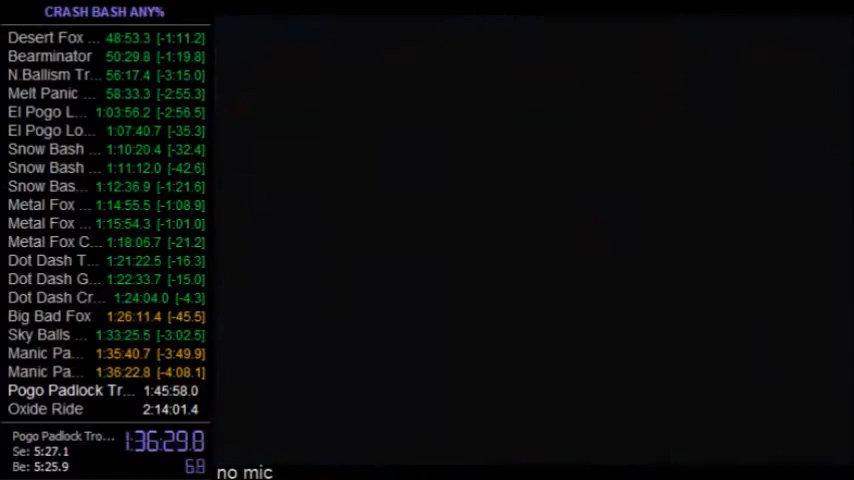 CRASH BASH ANY%
Desert Fox ... 48:53.3 [-1:11.2]
Bearminator 50:29.8 [-1:19.8]
N.Ballism Tr... 56:17.4 [-3:15.0]
Melt Panic ... 58:33.3 [-2:55.3]
El Pogo L... 1:03:56.2 [-2:56.5]
El Pogo Lo... 1:07:40.7 [-35.3]
Snow Bash ... 1:10:20.4 [-32.4]
Snow Bash ... 1:11:12.0 [-42.6]
Snow Bas... 1:12:36.9 [-1:21.6]
Metal Fox ... 1:14:55.5 [-1:08.9]
Metal Fox ... 1:15:54.3 [-1:01.0]
Metal Fox C... 1:18:06.7 [-21.2]
Dot Dash T... 1:21:22.5 [-16.3]
Dot Dash G... 1:22:33.7 [-15.0]
Dot Dash Cr... 1:24:04.0 [-4.3]
Big Bad Fox 1:26:11.4 [-45.5]
Sky Balls ... 1:33:25.5 [-3:02.5]
Manic Pa... 1:35:40.7 [-3:49.9]
Manic Pa... 1:36:22.8 [-4:08.1]
Pogo Padlock Tr... 1:45:58.0
Oxide Ride 2:14:01.4
Pogo Padlock Tro... 1:36:29.8
Se: 5:27.1
Be: 5:25.9 6.9
no mic